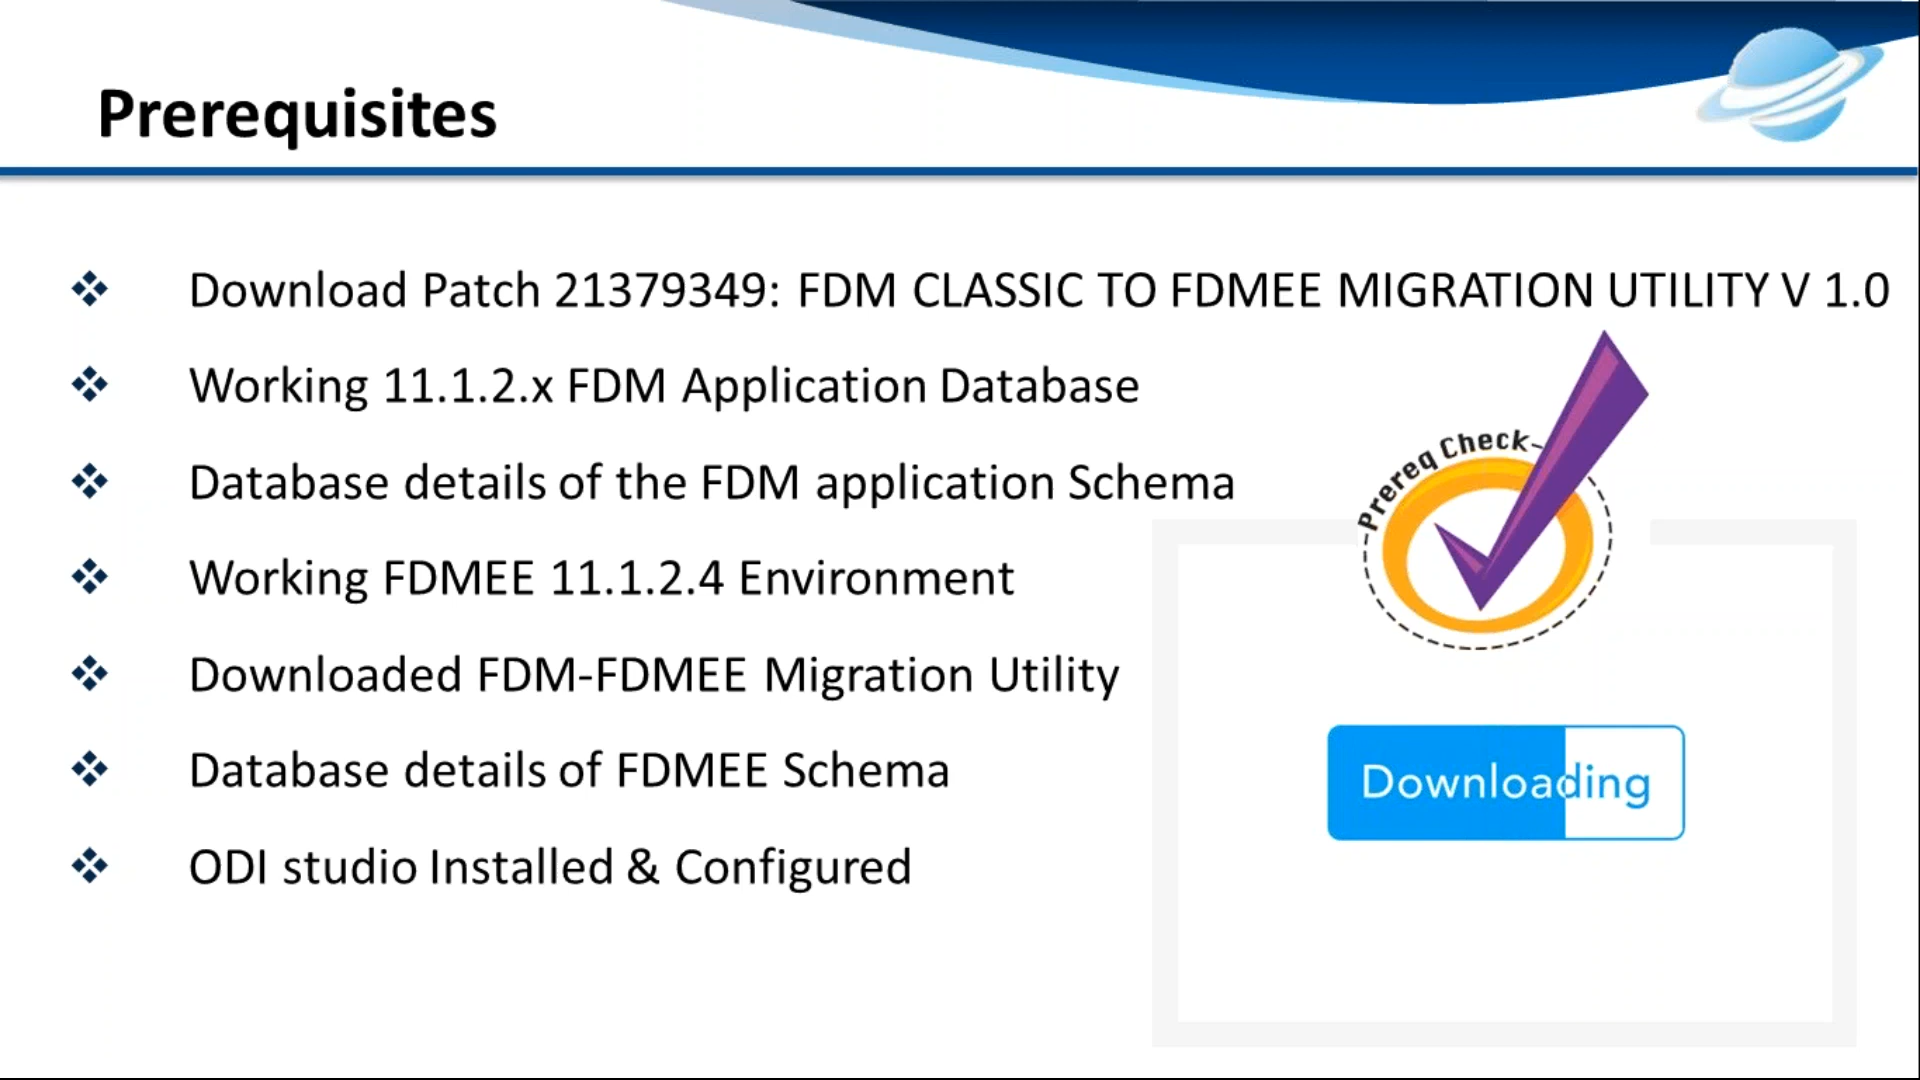 Prerequisites
Download Patch 21379349: FDM CLASSIC TO FDMEE MIGRATION UTILITY V 1.0
Working 11.1.2.x FDM Application Database
Database details of the FDM application Schema
Working FDMEE 11.1.2.4 Environment
Downloaded FDM-FDMEE Migration Utility
Database details of FDMEE Schema
ODI studio Installed & Configured
Prereq Check
Downloading